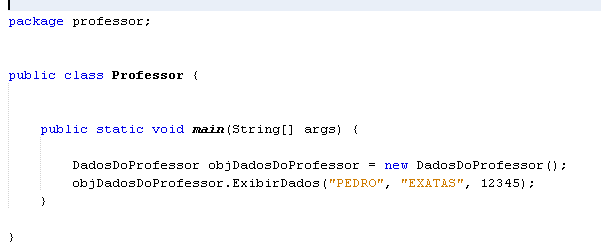 package professor;
public class Professor {
public static void main(String[] args) {
DadosDoProfessor objDadosDoProfessor = new DadosDoProfessor();
objDadosDoProfessor.ExibirDados("PEDRO", "EXATAS", 12345);
}
}